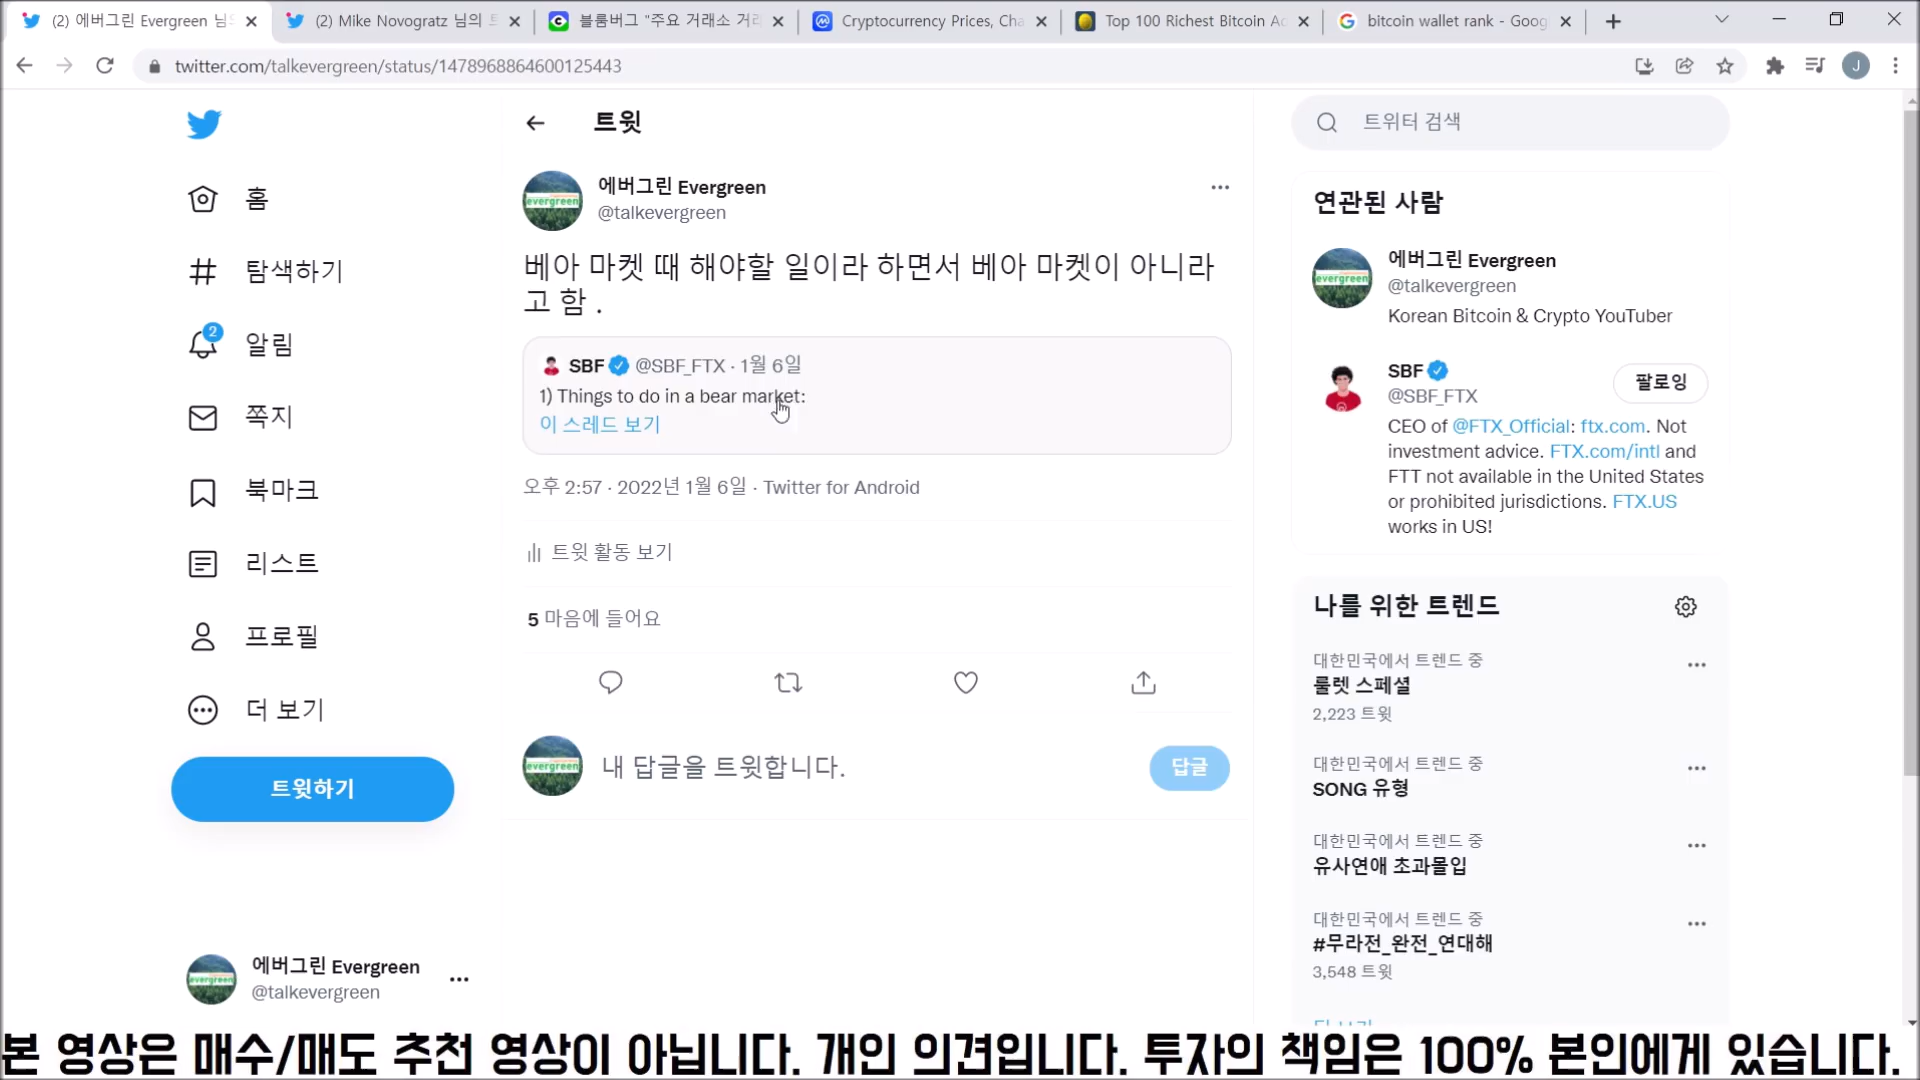 (2) 에버그린 Evergreen 님의
(2) Mike Novogratz 님의 트
블룸버그 "주요 거래소 거래
Cryptocurrency Prices, Cha
Top 100 Richest Bitcoin Ad
bitcoin wallet rank - Goog
twitter.com/talkevergreen/status/1478968864600125443
J
홈
탐색하기
2
알림
쪽지
북마크
리스트
프로필
더 보기
트윗하기
에버그린 Evergreen
@talkevergreen
트윗
evergreen
에버그린 Evergreen
@talkevergreen
베아 마켓 때 해야할 일이라 하면서 베아 마켓이 아니라
고 함 .
SBF @SBF_FTX · 1월 6일
1) Things to do in a bear market:
이 스레드 보기
오후 2:57 · 2022년 1월 6일 · Twitter for Android
트윗 활동 보기
5 마음에 들어요
evergreen
내 답글을 트윗합니다.
답글
트위터 검색
연관된 사람
evergreen
에버그린 Evergreen
@talkevergreen
Korean Bitcoin & Crypto YouTuber
SBF
@SBF_FTX
팔로잉
CEO of @FTX_Official: ftx.com. Not
investment advice. FTX.com/intl and
FTT not available in the United States
or prohibited jurisdictions. FTX.US
works in US!
나를 위한 트렌드
대한민국에서 트렌드 중
룰렛 스페셜
2,223 트윗
대한민국에서 트렌드 중
SONG 유형
대한민국에서 트렌드 중
유사연애 초과몰입
대한민국에서 트렌드 중
#무라전_완전_연대해
3,548 트윗
더 보기
본 영상은 매수/매도 추천 영상이 아닙니다. 개인 의견입니다. 투자의 책임은 100% 본인에게 있습니다.